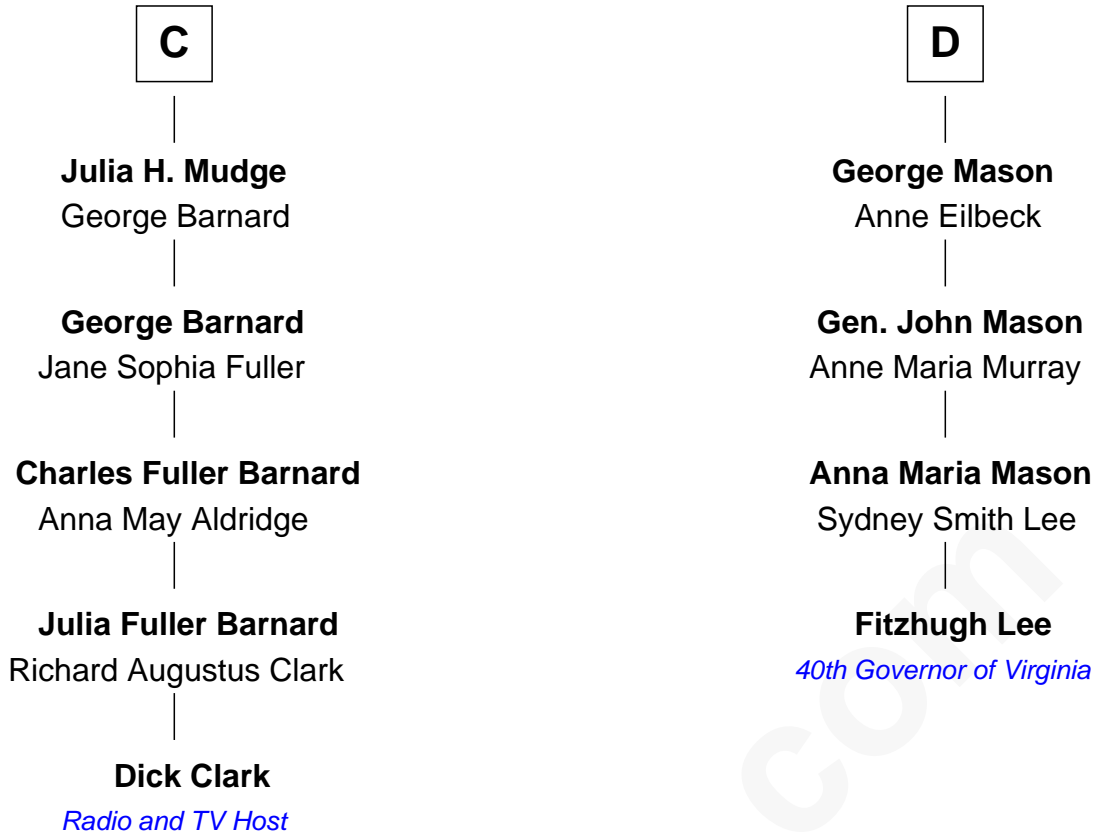 C
Julia H. Mudge
George Barnard
George Barnard
Jane Sophia Fuller
Charles Fuller Barnard
Anna May Aldridge
Julia Fuller Barnard
Richard Augustus Clark
Dick Clark
Radio and TV Host
D
George Mason
Anne Eilbeck
Gen. John Mason
Anne Maria Murray
Anna Maria Mason
Sydney Smith Lee
Fitzhugh Lee
40th Governor of Virginia
com